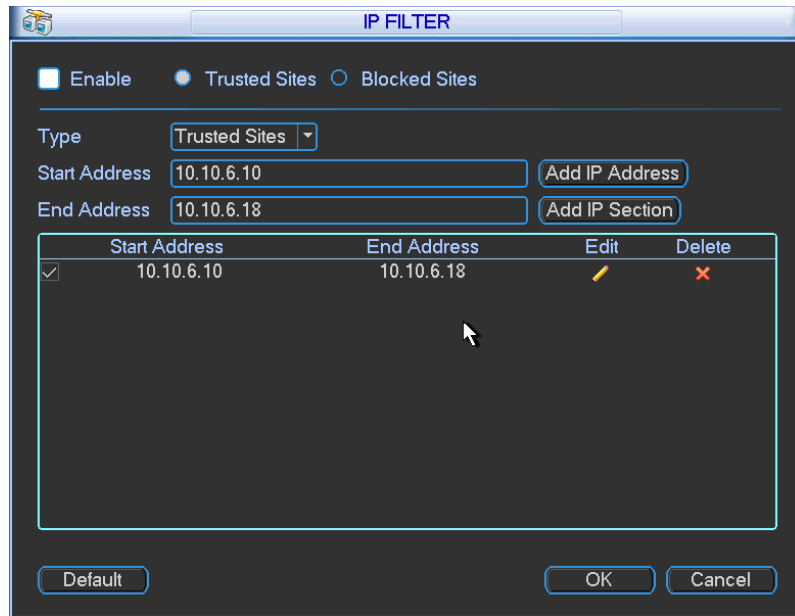 IP FILTER
Enable Trusted Sites Blocked Sites
Type Trusted Sites
Start Address 10.10.6.10 Add IP Address
End Address 10.10.6.18 Add IP Section
Start Address End Address Edit Delete
10.10.6.10 10.10.6.18
Default OK Cancel